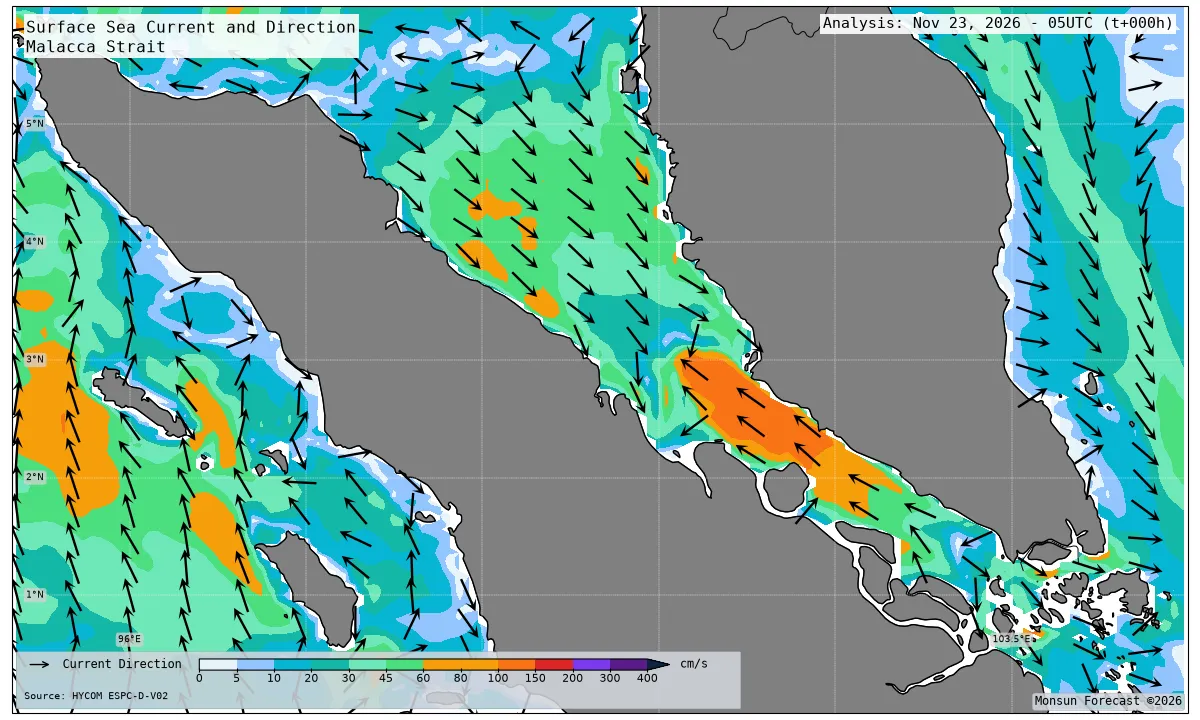 Surface Sea Current and Direction
Malacca Strait
Analysis: Nov 23, 2026 - 05UTC (t+000h)
5°N
4°N
3°N
2°N
1°N
96°E
103.5°E
Current Direction
0 5 10 20 30 45 60 80 100 150 200 300 400
cm/s
Source: HYCOM ESPC-D-V02
Monsun Forecast ©2026